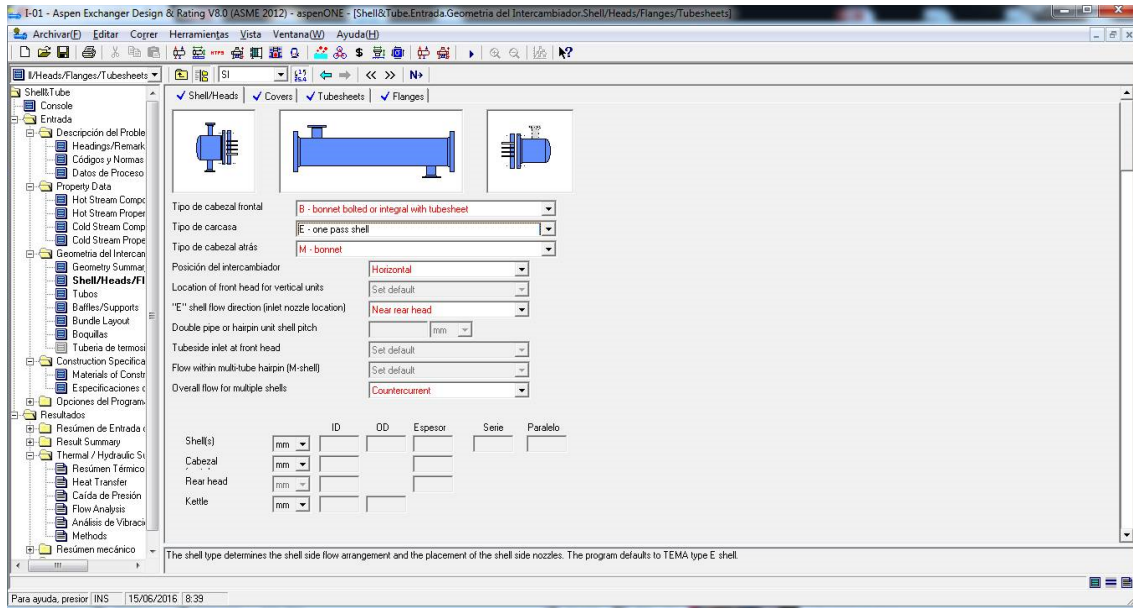 I-01 - Aspen Exchanger Design & Rating V8.0 (ASME 2012) - aspenONE - [Shell&Tube.Entrada.Geometria del Intercambiador.Shell/Heads/Flanges/Tubesheets]
Archivar(F) Editar Correr Herramientas Vista Ventana(W) Ayuda(H)
l/Heads/Flanges/Tubesheets SI
Shell&Tube
Console
Entrada
Descripción del Proble
Headings/Remark
Códigos y Normas
Datos de Proceso
Property Data
Hot Stream Compo
Hot Stream Proper
Cold Stream Comp
Cold Stream Prope
Geometria del Intercan
Geometry Summar
Shell/Heads/Fl
Tubos
Baffles/Supports
Bundle Layout
Boquillas
Tuberia de termosi
Construction Specifica
Materials of Constr
Especificaciones d
Opciones del Program
Resultados
Resúmen de Entrada d
Result Summary
Thermal / Hydraulic Su
Resúmen Térmico
Heat Transfer
Caída de Presión
Flow Analysis
Análisis de Vibraci
Methods
Resúmen mecánico
Shell/Heads Covers Tubesheets Flanges
Tipo de cabezal frontal B - bonnet bolted or integral with tubesheet
Tipo de carcasa E - one pass shell
Tipo de cabezal atrás M - bonnet
Posición del intercambiador Horizontal
Location of front head for vertical units Set default
"E" shell flow direction (inlet nozzle location) Near rear head
Double pipe or hairpin unit shell pitch mm
Tubeside inlet at front head Set default
Flow within multi-tube hairpin (M-shell) Set default
Overall flow for multiple shells Countercurrent
ID OD Espesor Serie Paralelo
Shell(s) mm
Cabezal mm
Rear head mm
Kettle mm
The shell type determines the shell side flow arrangement and the placement of the shell side nozzles. The program defaults to TEMA type E shell.
Para ayuda, presior INS 15/06/2016 8:39